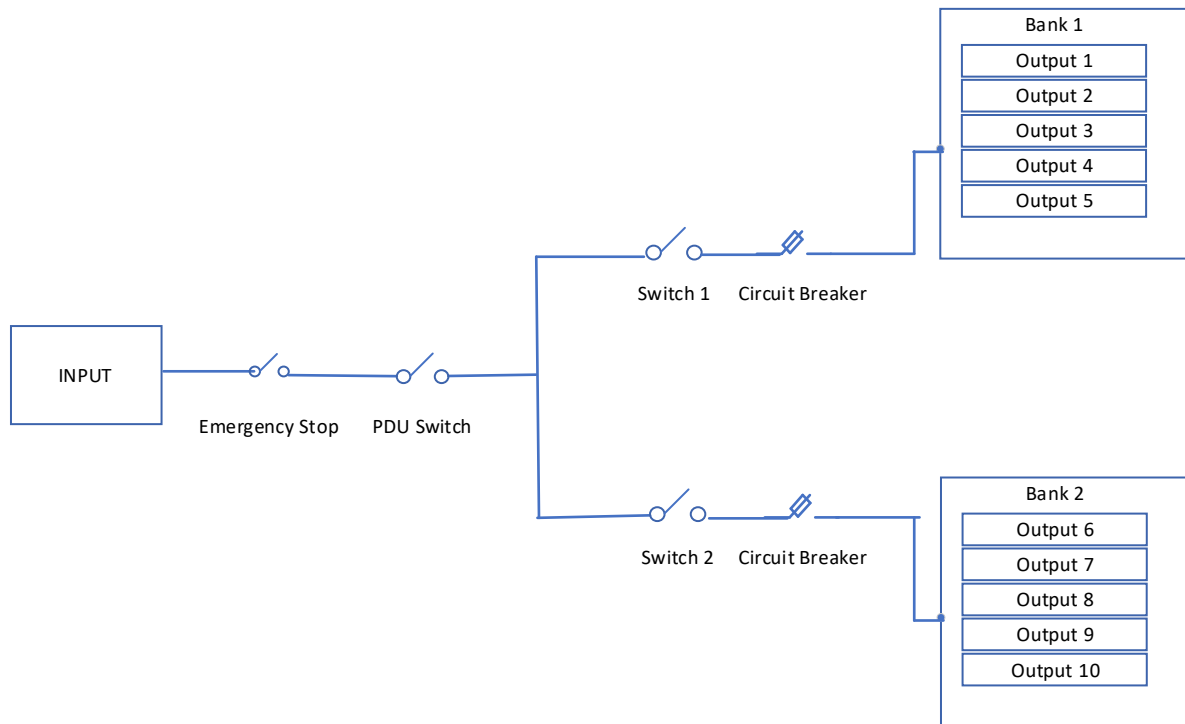 Bank 1
Output 1
Output 2
Output 3
Output 4
Output 5
Switch 1
Circuit Breaker
INPUT
Emergency Stop
PDU Switch
Switch 2
Circuit Breaker
Bank 2
Output 6
Output 7
Output 8
Output 9
Output 10